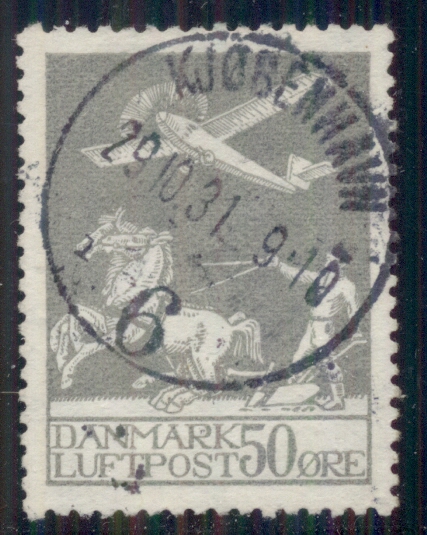 KJØBENHAVN
29.10.31. 9-10
6
DANMARK 50 ØRE
LUFTPOST